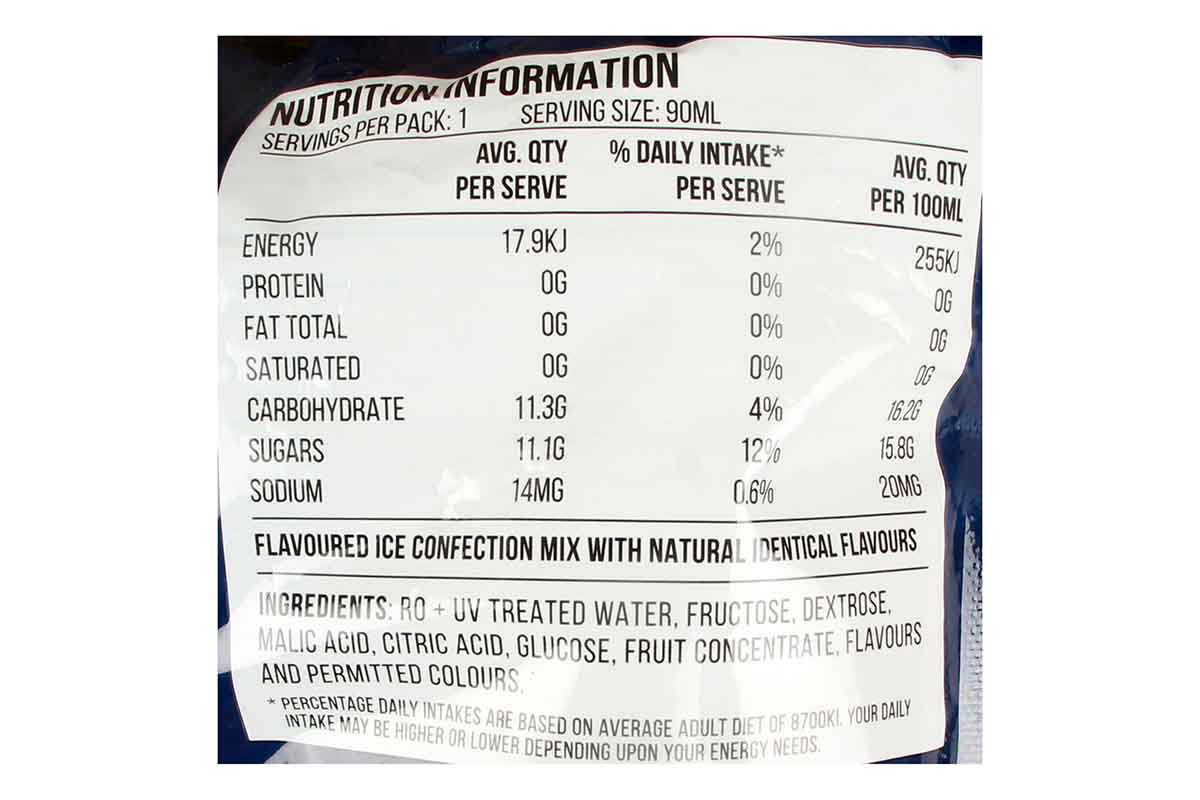 NUTRITION INFORMATION
SERVINGS PER PACK: 1 SERVING SIZE: 90ML
AVG. QTY PER SERVE % DAILY INTAKE* PER SERVE AVG. QTY PER 100ML
ENERGY 17.9KJ 2% 255KJ
PROTEIN 0G 0% 0G
FAT TOTAL 0G 0% 0G
SATURATED 0G 0% 0G
CARBOHYDRATE 11.3G 4% 16.2G
SUGARS 11.1G 12% 15.8G
SODIUM 14MG 0.6% 20MG
FLAVOURED ICE CONFECTION MIX WITH NATURAL IDENTICAL FLAVOURS
INGREDIENTS: RO + UV TREATED WATER, FRUCTOSE, DEXTROSE,
MALIC ACID, CITRIC ACID, GLUCOSE, FRUIT CONCENTRATE, FLAVOURS
AND PERMITTED COLOURS.
* PERCENTAGE DAILY INTAKES ARE BASED ON AVERAGE ADULT DIET OF 8700KI. YOUR DAILY
INTAKE MAY BE HIGHER OR LOWER DEPENDING UPON YOUR ENERGY NEEDS.